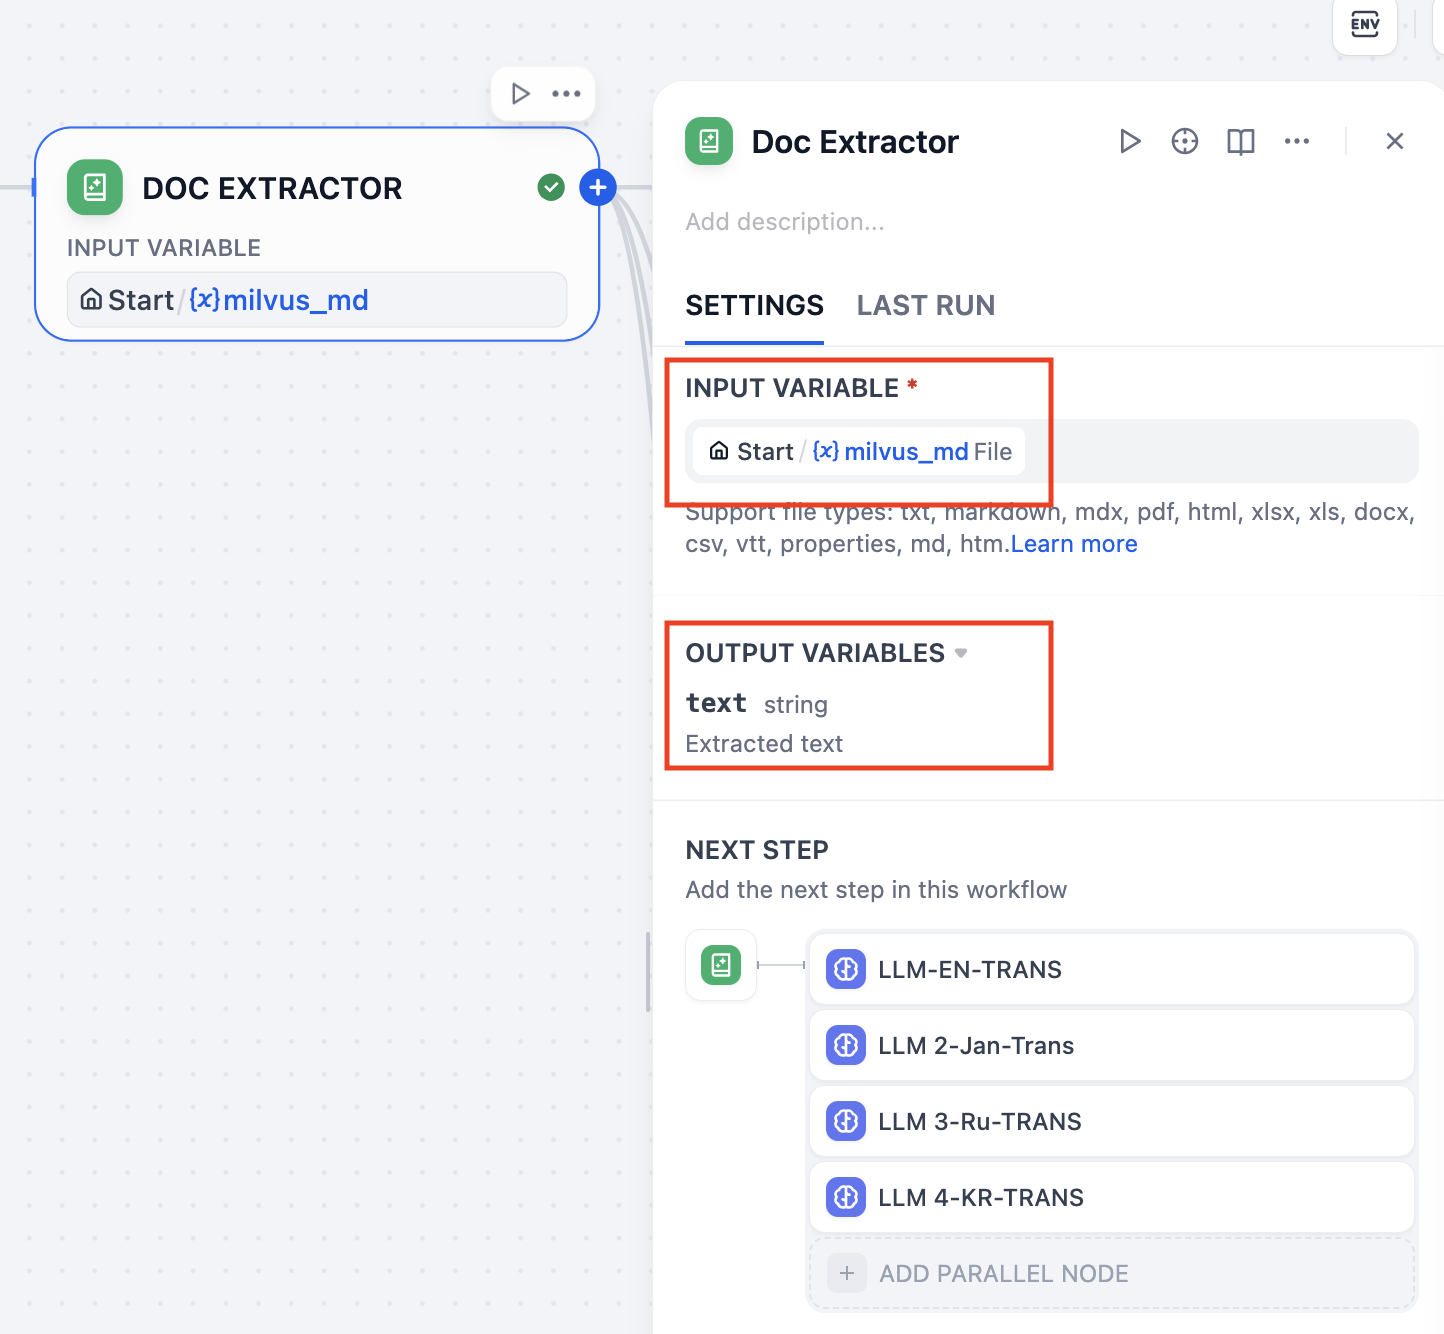 ENV
DOC EXTRACTOR
INPUT VARIABLE
Start/{x}milvus_md
Doc Extractor
Add description...
SETTINGS
LAST RUN
INPUT VARIABLE *
Start/{x}milvus_md File
Support file types: txt, markdown, mdx, pdf, html, xlsx, xls, docx,
csv, vtt, properties, md, htm.Learn more
OUTPUT VARIABLES
text string
Extracted text
NEXT STEP
Add the next step in this workflow
LLM-EN-TRANS
LLM 2-Jan-Trans
LLM 3-Ru-TRANS
LLM 4-KR-TRANS
+ ADD PARALLEL NODE